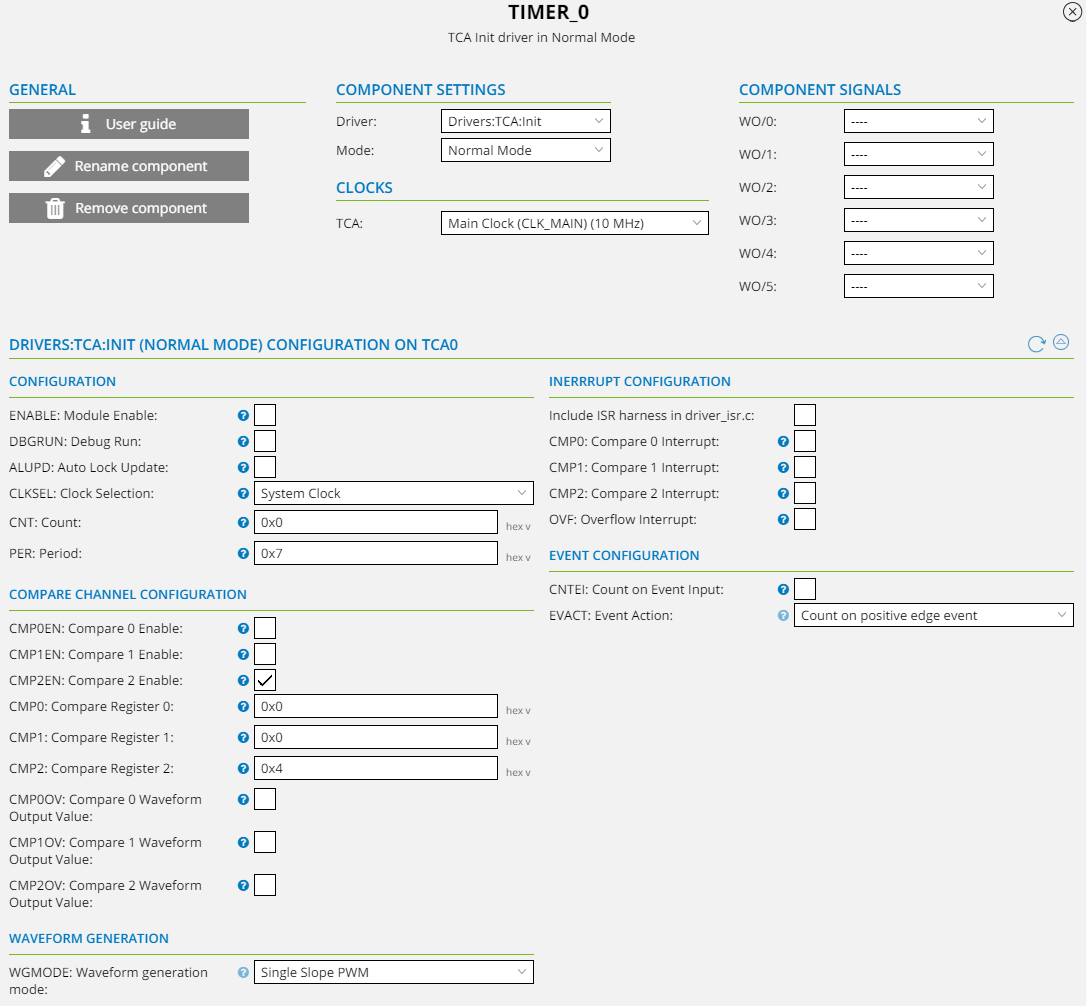 TIMER_0
TCA Init driver in Normal Mode
GENERAL
User guide
Rename component
Remove component
COMPONENT SETTINGS
Driver: Drivers:TCA:Init
Mode: Normal Mode
CLOCKS
TCA: Main Clock (CLK_MAIN) (10 MHz)
COMPONENT SIGNALS
WO/0: ----
WO/1: ----
WO/2: ----
WO/3: ----
WO/4: ----
WO/5: ----
DRIVERS:TCA:INIT (NORMAL MODE) CONFIGURATION ON TCA0
CONFIGURATION
ENABLE: Module Enable: ?
DBGRUN: Debug Run: ?
ALUPD: Auto Lock Update: ?
CLKSEL: Clock Selection: ? System Clock
CNT: Count: ? 0x0 hex v
PER: Period: ? 0x7 hex v
COMPARE CHANNEL CONFIGURATION
CMP0EN: Compare 0 Enable: ?
CMP1EN: Compare 1 Enable: ?
CMP2EN: Compare 2 Enable: ?
CMP0: Compare Register 0: ? 0x0 hex v
CMP1: Compare Register 1: ? 0x0 hex v
CMP2: Compare Register 2: ? 0x4 hex v
CMP0OV: Compare 0 Waveform ?
Output Value:
CMP1OV: Compare 1 Waveform ?
Output Value:
CMP2OV: Compare 2 Waveform ?
Output Value:
WAVEFORM GENERATION
WGMODE: Waveform generation ? Single Slope PWM
mode:
INERRRUPT CONFIGURATION
Include ISR harness in driver_isr.c:
CMP0: Compare 0 Interrupt: ?
CMP1: Compare 1 Interrupt: ?
CMP2: Compare 2 Interrupt: ?
OVF: Overflow Interrupt: ?
EVENT CONFIGURATION
CNTEI: Count on Event Input: ?
EVACT: Event Action: ? Count on positive edge event